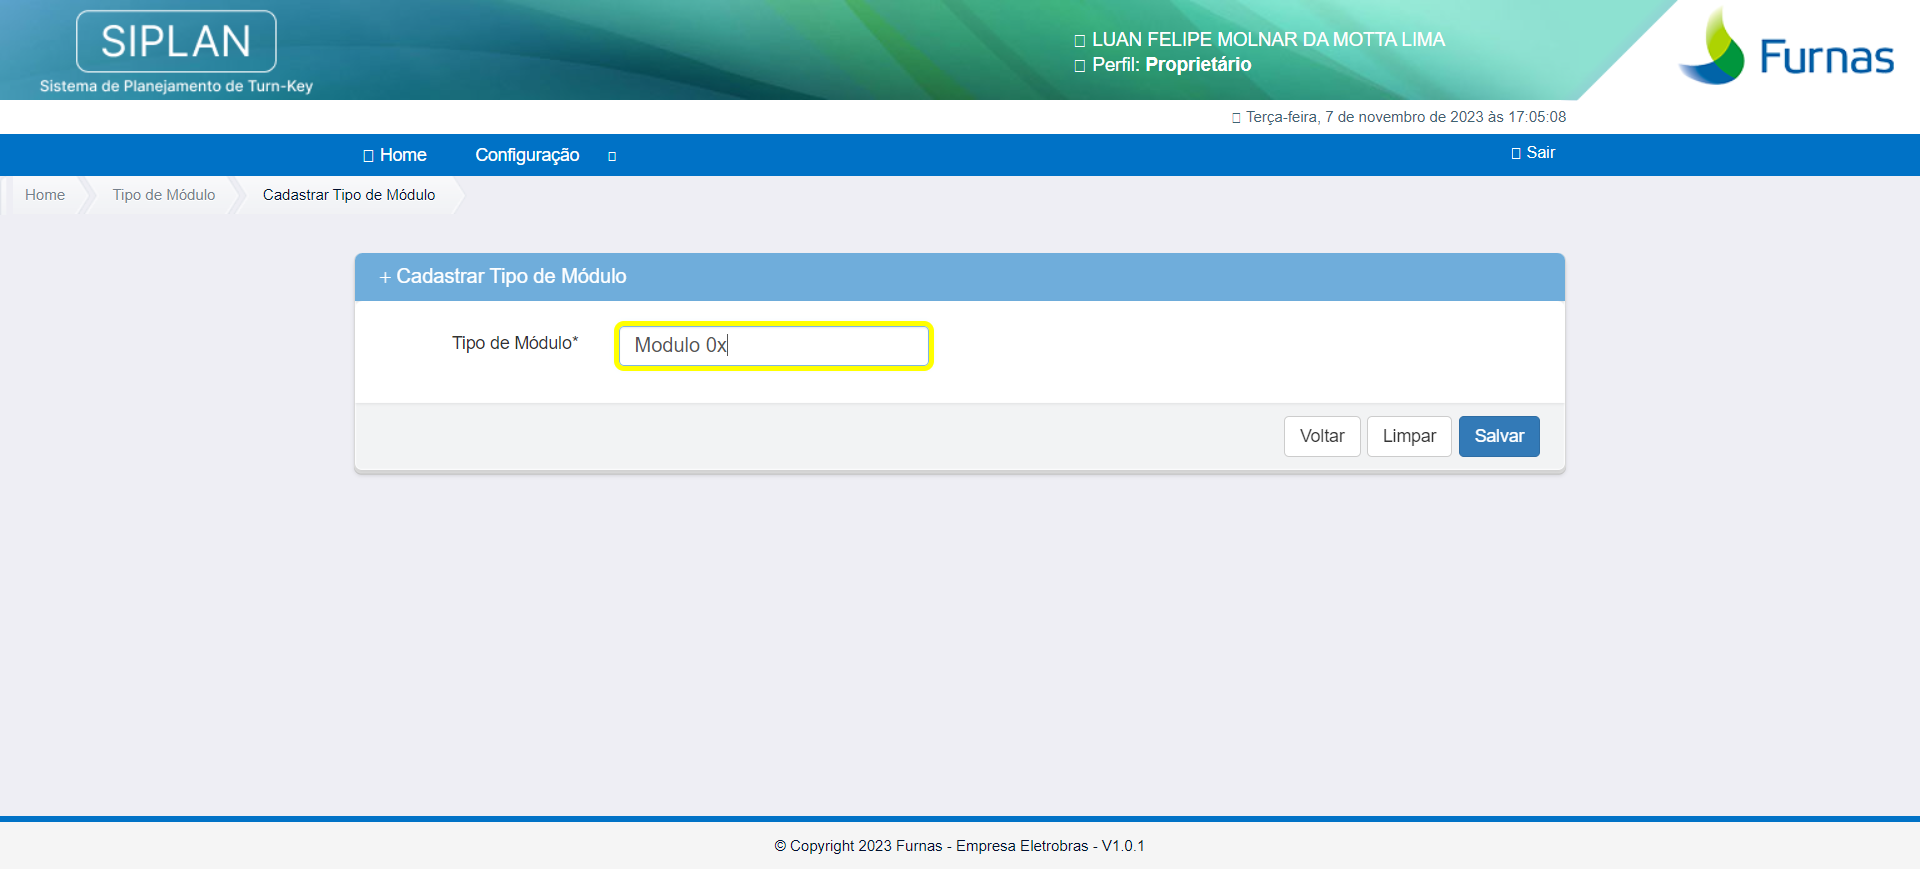 SIPLAN
Sistema de Planejamento de Turn-Key
LUAN FELIPE MOLNAR DA MOTTA LIMA
Perfil: Proprietário
Furnas
Terça-feira, 7 de novembro de 2023 às 17:05:08
Home Configuração Sair
Home Tipo de Módulo Cadastrar Tipo de Módulo
+ Cadastrar Tipo de Módulo
Tipo de Módulo* Modulo 0x
Voltar Limpar Salvar
© Copyright 2023 Furnas - Empresa Eletrobras - V1.0.1